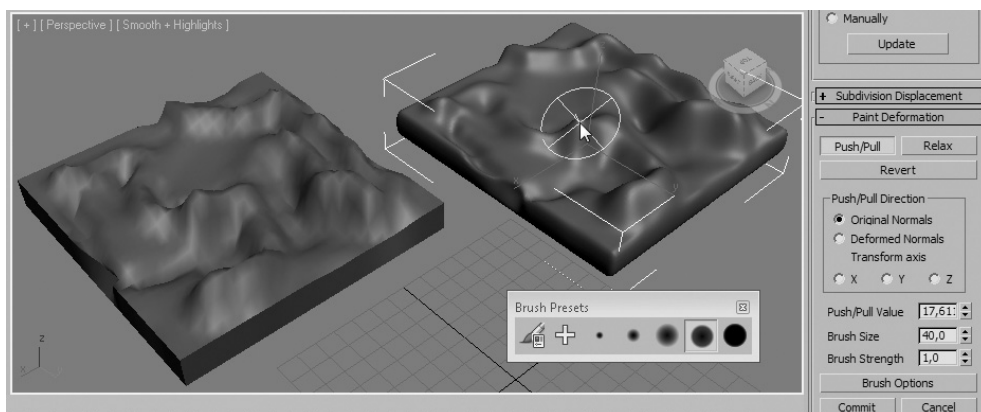 [ + ] [ Perspective ] [ Smooth + Highlights ]
Manually
Update
+ Subdivision Displacement
- Paint Deformation
Push/Pull Relax
Revert
Push/Pull Direction
Original Normals
Deformed Normals
Transform axis
X Y Z
Push/Pull Value 17,61
Brush Size 40,0
Brush Strength 1,0
Brush Options
Commit Cancel
Brush Presets
z
x
y